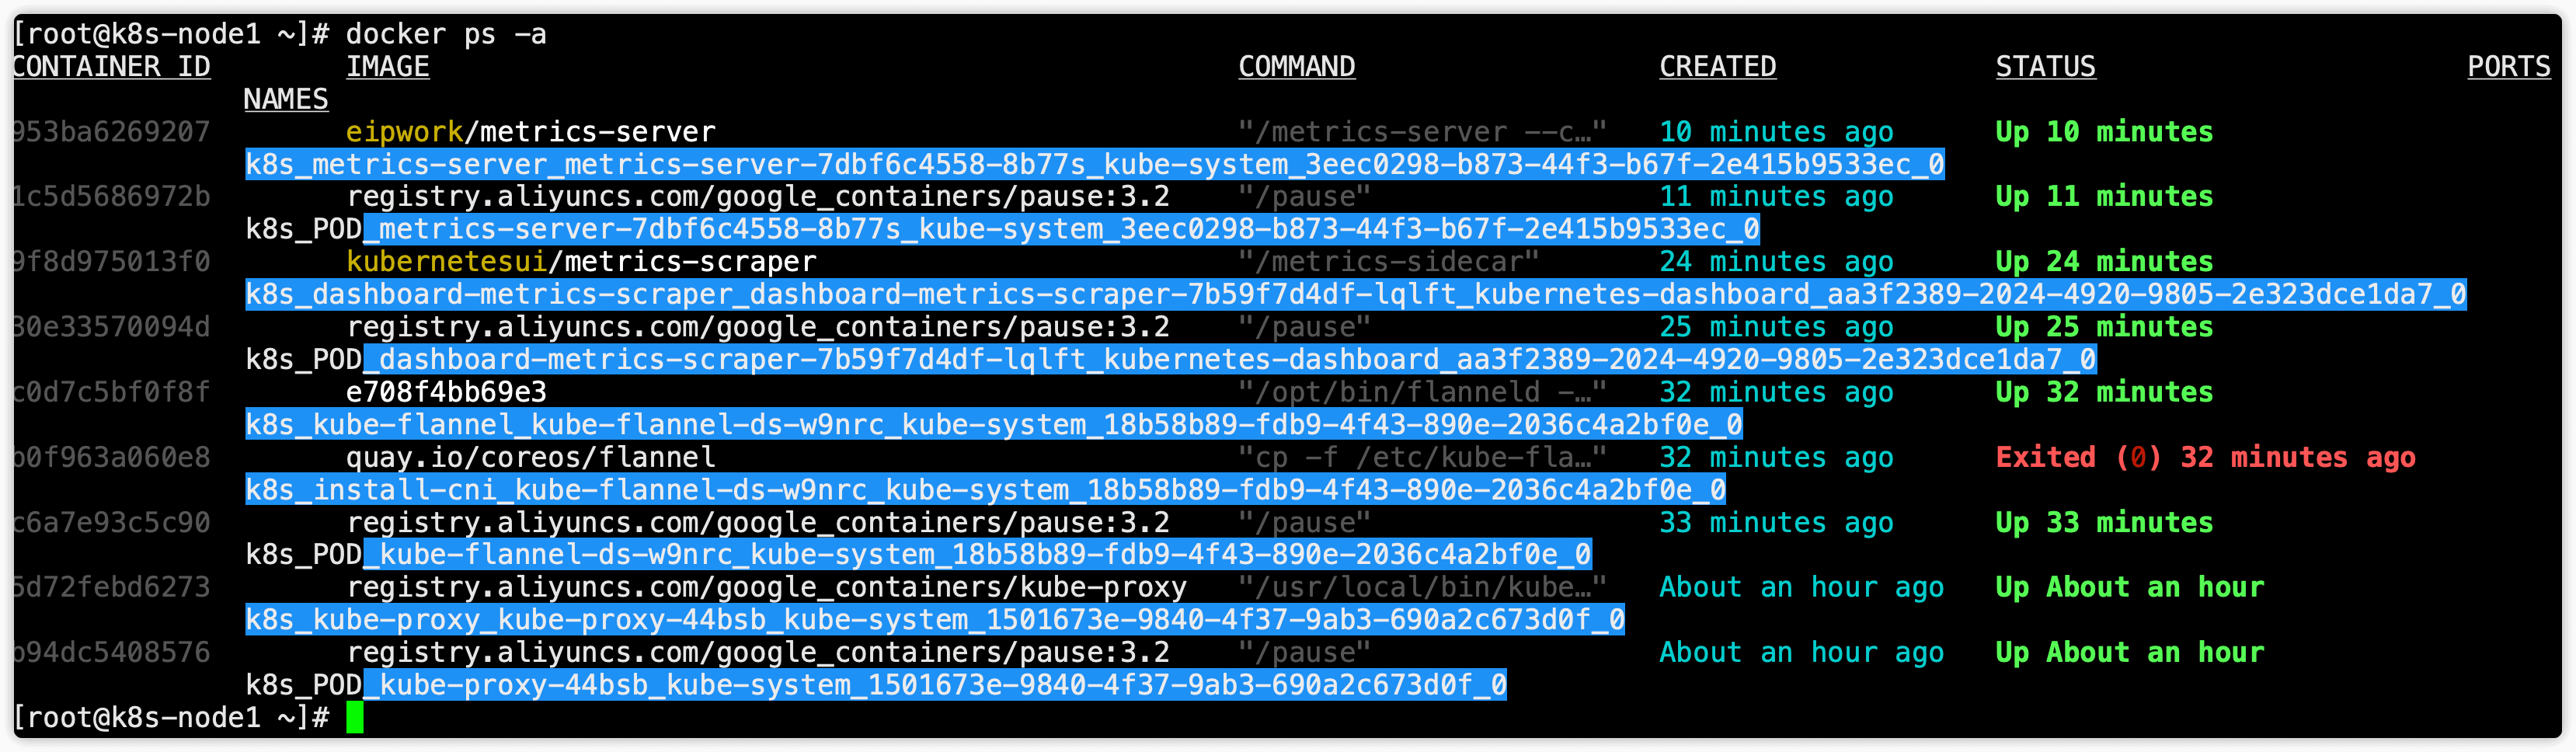 [root@k8s-node1 ~]# docker ps -a
CONTAINER ID IMAGE COMMAND CREATED STATUS PORTS
NAMES
953ba6269207 eipwork/metrics-server "/metrics-server --c…" 10 minutes ago Up 10 minutes
k8s_metrics-server_metrics-server-7dbf6c4558-8b77s_kube-system_3eec0298-b873-44f3-b67f-2e415b9533ec_0
1c5d5686972b registry.aliyuncs.com/google_containers/pause:3.2 "/pause" 11 minutes ago Up 11 minutes
k8s_POD_metrics-server-7dbf6c4558-8b77s_kube-system_3eec0298-b873-44f3-b67f-2e415b9533ec_0
9f8d975013f0 kubernetesui/metrics-scraper "/metrics-sidecar" 24 minutes ago Up 24 minutes
k8s_dashboard-metrics-scraper_dashboard-metrics-scraper-7b59f7d4df-lqlft_kubernetes-dashboard_aa3f2389-2024-4920-9805-2e323dce1da7_0
30e33570094d registry.aliyuncs.com/google_containers/pause:3.2 "/pause" 25 minutes ago Up 25 minutes
k8s_POD_dashboard-metrics-scraper-7b59f7d4df-lqlft_kubernetes-dashboard_aa3f2389-2024-4920-9805-2e323dce1da7_0
c0d7c5bf0f8f e708f4bb69e3 "/opt/bin/flanneld -…" 32 minutes ago Up 32 minutes
k8s_kube-flannel_kube-flannel-ds-w9nrc_kube-system_18b58b89-fdb9-4f43-890e-2036c4a2bf0e_0
b0f963a060e8 quay.io/coreos/flannel "cp -f /etc/kube-fla…" 32 minutes ago Exited (0) 32 minutes ago
k8s_install-cni_kube-flannel-ds-w9nrc_kube-system_18b58b89-fdb9-4f43-890e-2036c4a2bf0e_0
c6a7e93c5c90 registry.aliyuncs.com/google_containers/pause:3.2 "/pause" 33 minutes ago Up 33 minutes
k8s_POD_kube-flannel-ds-w9nrc_kube-system_18b58b89-fdb9-4f43-890e-2036c4a2bf0e_0
5d72febd6273 registry.aliyuncs.com/google_containers/kube-proxy "/usr/local/bin/kube…" About an hour ago Up About an hour
k8s_kube-proxy_kube-proxy-44bsb_kube-system_1501673e-9840-4f37-9ab3-690a2c673d0f_0
b94dc5408576 registry.aliyuncs.com/google_containers/pause:3.2 "/pause" About an hour ago Up About an hour
k8s_POD_kube-proxy-44bsb_kube-system_1501673e-9840-4f37-9ab3-690a2c673d0f_0
[root@k8s-node1 ~]#